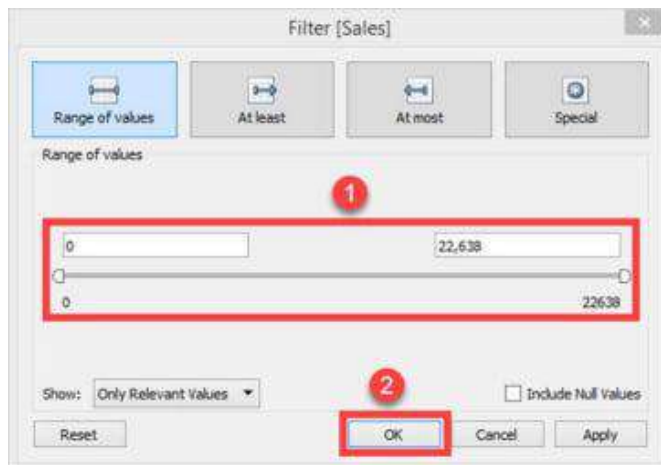 Filter [Sales]
Range of values
At least
At most
Special
Range of values
1
0
22,638
0
22638
2
Show: Only Relevant Values
Include Null Values
Reset
OK
Cancel
Apply